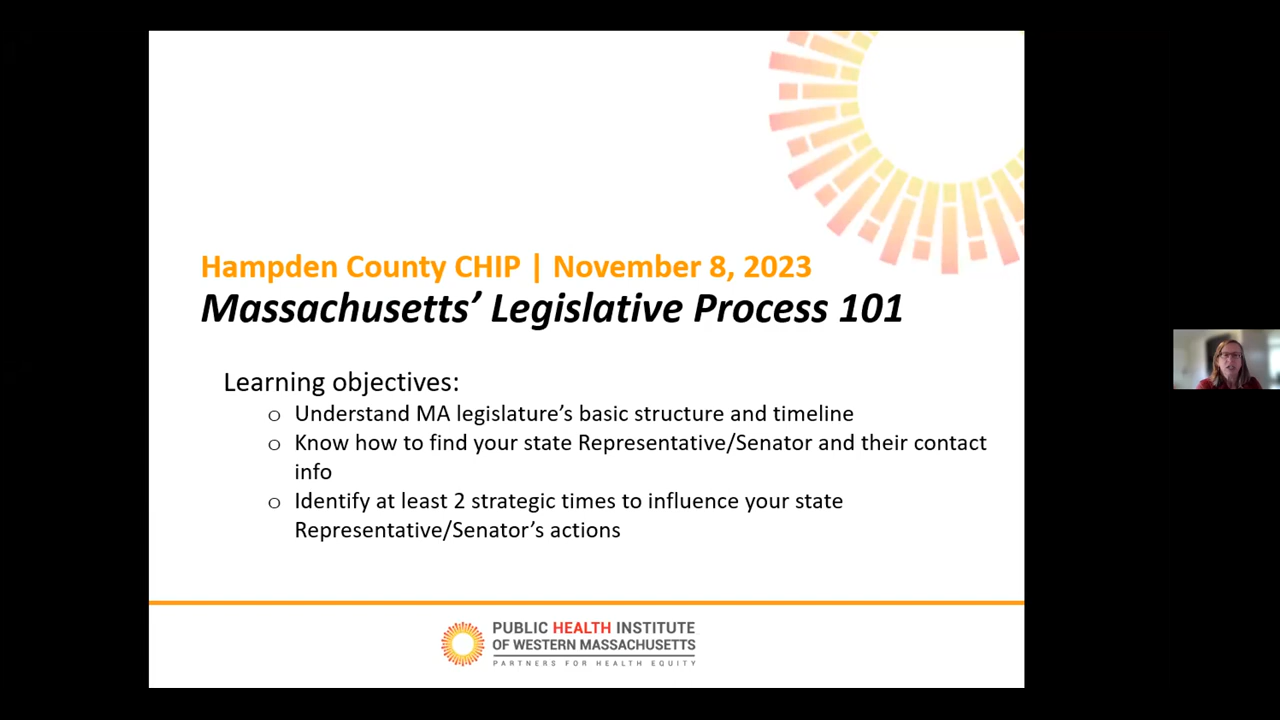 Hampden County CHIP | November 8, 2023
Massachusetts’ Legislative Process 101
Learning objectives:
o Understand MA legislature’s basic structure and timeline
o Know how to find your state Representative/Senator and their contact
info
o Identify at least 2 strategic times to influence your state
Representative/Senator’s actions
PUBLIC HEALTH INSTITUTE
OF WESTERN MASSACHUSETTS
PARTNERS FOR HEALTH EQUITY